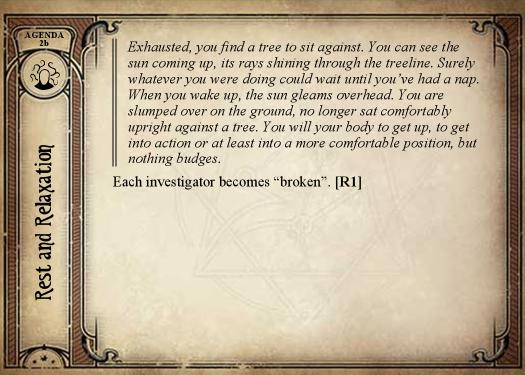 AGENDA
2b
Rest and Relaxation
Exhausted, you find a tree to sit against. You can see the
sun coming up, its rays shining through the treeline. Surely
whatever you were doing could wait until you've had a nap.
When you wake up, the sun gleams overhead. You are
slumped over on the ground, no longer sat comfortably
upright against a tree. You will your body to get up, to get
into action or at least into a more comfortable position, but
nothing budges.
Each investigator becomes “broken”. [R1]